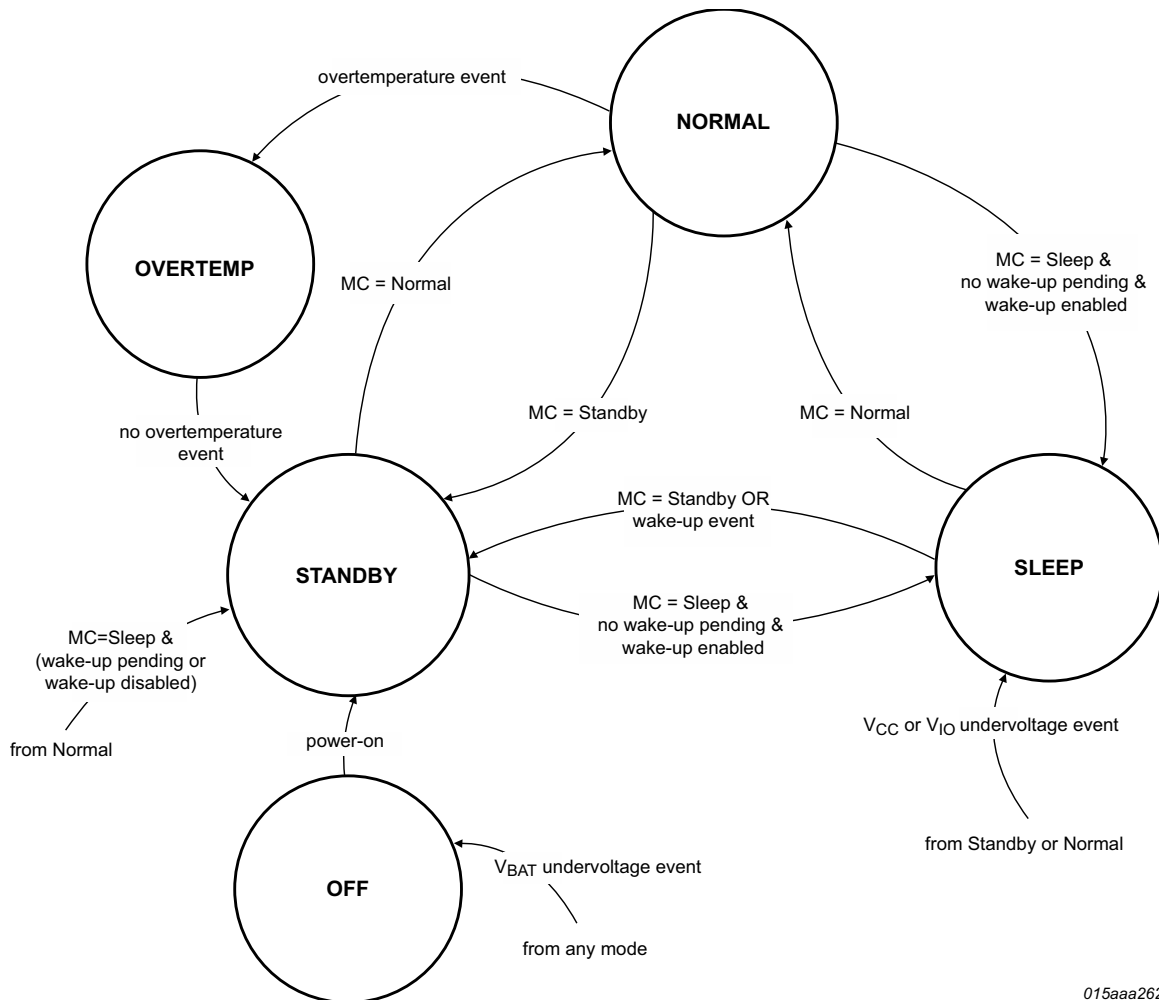 overtemperature event
NORMAL
OVERTEMP
MC = Normal
MC = Sleep &
no wake-up pending &
wake-up enabled
MC = Standby
MC = Normal
no overtemperature
event
MC = Standby OR
wake-up event
STANDBY
SLEEP
MC = Sleep &
no wake-up pending &
wake-up enabled
MC=Sleep &
(wake-up pending or
wake-up disabled)
from Normal
power-on
VCC or VIO undervoltage event
from Standby or Normal
VBAT undervoltage event
OFF
from any mode
015aaa262